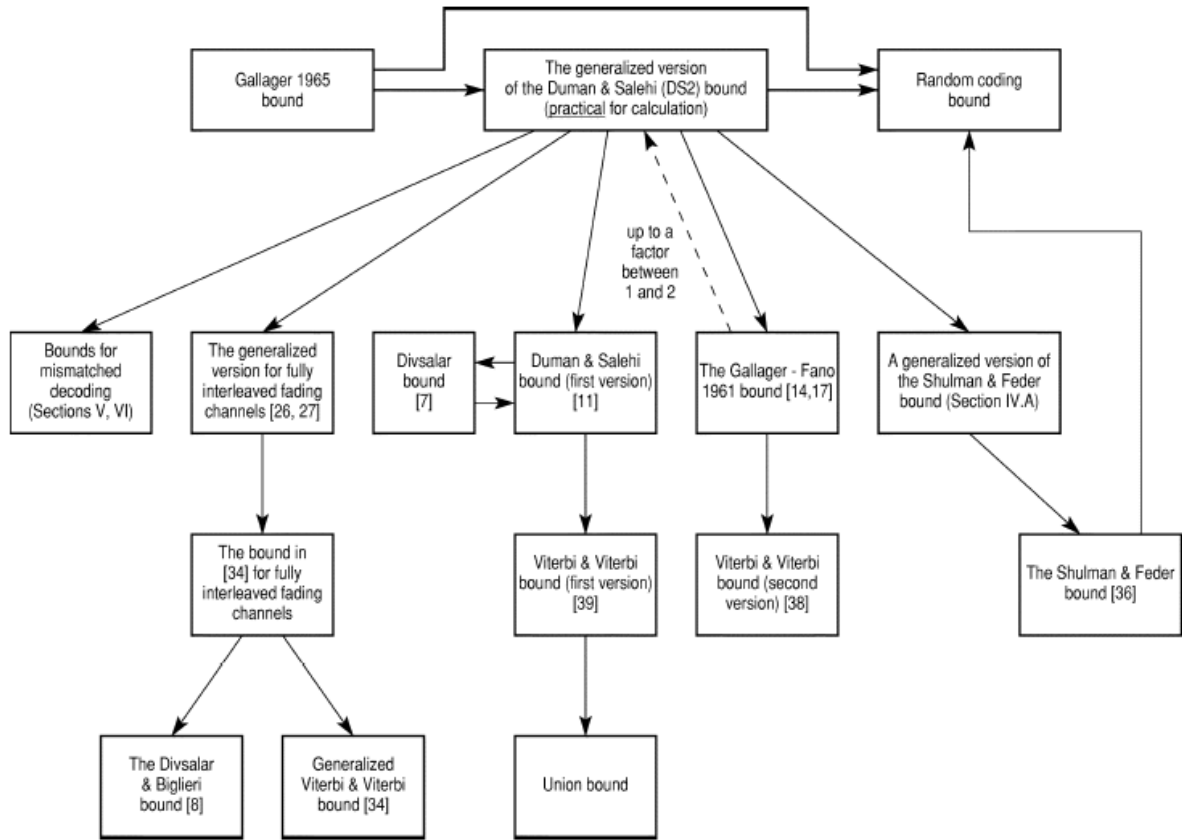 Gallager 1965
bound
The generalized version
of the Duman & Salehi (DS2) bound
(practical for calculation)
Random coding
bound
up to a
factor
between
1 and 2
Bounds for
mismatched
decoding
(Sections V, VI)
The generalized
version for fully
interleaved fading
channels [26, 27]
Divsalar
bound
[7]
Duman & Salehi
bound (first version)
[11]
The Gallager - Fano
1961 bound [14,17]
A generalized version of
the Shulman & Feder
bound (Section IV.A)
The bound in
[34] for fully
interleaved fading
channels
Viterbi & Viterbi
bound (first version)
[39]
Viterbi & Viterbi
bound (second
version) [38]
The Shulman & Feder
bound [36]
The Divsalar
& Biglieri
bound [8]
Generalized
Viterbi & Viterbi
bound [34]
Union bound